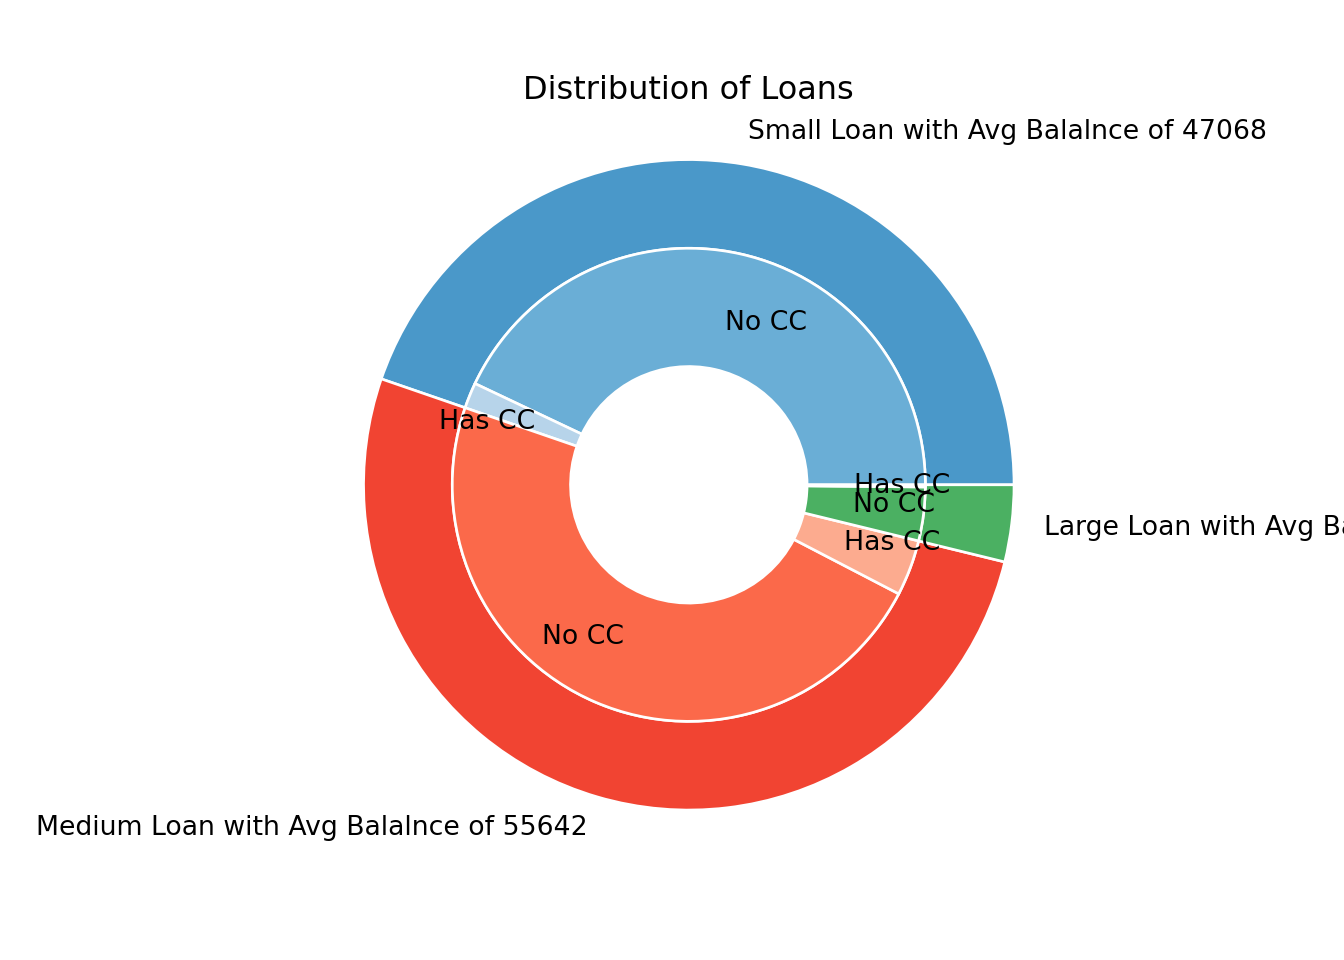 Distribution of Loans
Small Loan with Avg Balalnce of 47068
No CC
Has CC
Has CC
No CC
Large Loan with Avg
Has CC
No CC
Medium Loan with Avg Balalnce of 55642